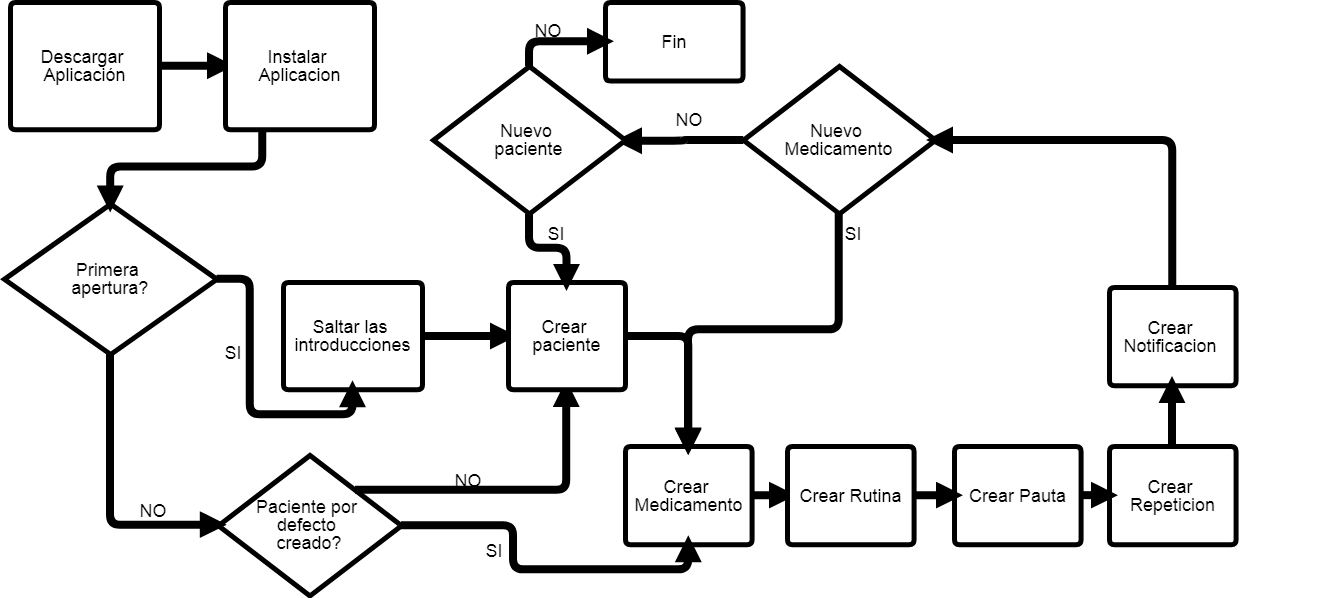 Descargar
Aplicación
Instalar
Aplicacion
NO
Fin
Nuevo
paciente
NO
Nuevo
Medicamento
SI
SI
Primera
apertura?
SI
Saltar las
introducciones
Crear
paciente
Crear
Notificacion
NO
NO
Paciente por
defecto
creado?
SI
Crear
Medicamento
Crear Rutina
Crear Pauta
Crear
Repeticion